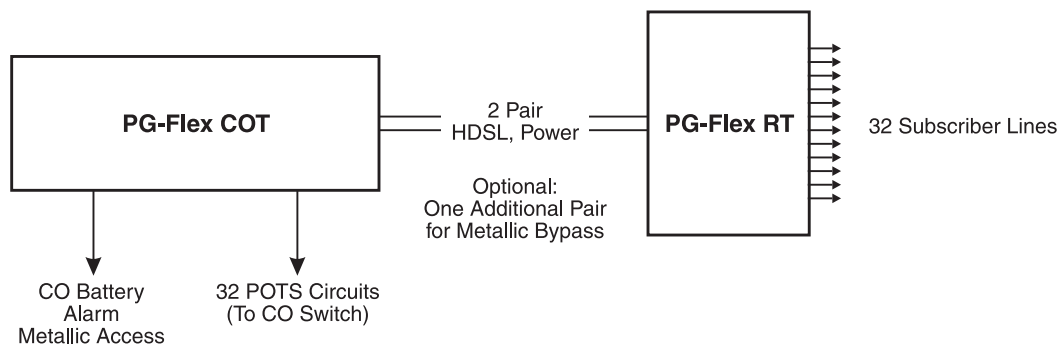 PG-Flex COT
2 Pair
HDSL, Power
PG-Flex RT
32 Subscriber Lines
Optional:
One Additional Pair
for Metallic Bypass
CO Battery
Alarm
Metallic Access
32 POTS Circuits
(To CO Switch)